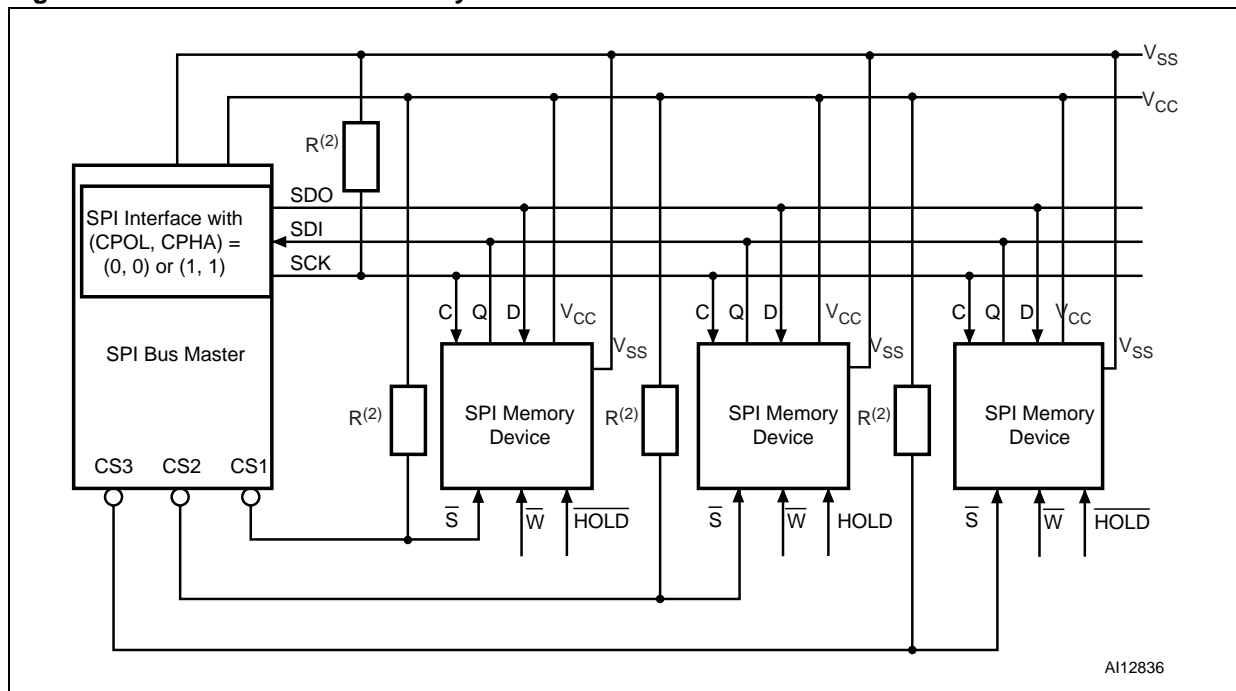 VSS
VCC
R(2)
SDO
SPI Interface with
(CPOL, CPHA) =
(0, 0) or (1, 1)
SDI
SCK
C Q D VCC VSS
C Q D VCC VSS
C Q D VCC VSS
SPI Bus Master
R(2)
SPI Memory
Device
R(2)
SPI Memory
Device
R(2)
SPI Memory
Device
CS3 CS2 CS1
S̅ W̅ H̅O̅L̅D̅
S̅ W̅ HOLD
S̅ W̅ H̅O̅L̅D̅
AI12836